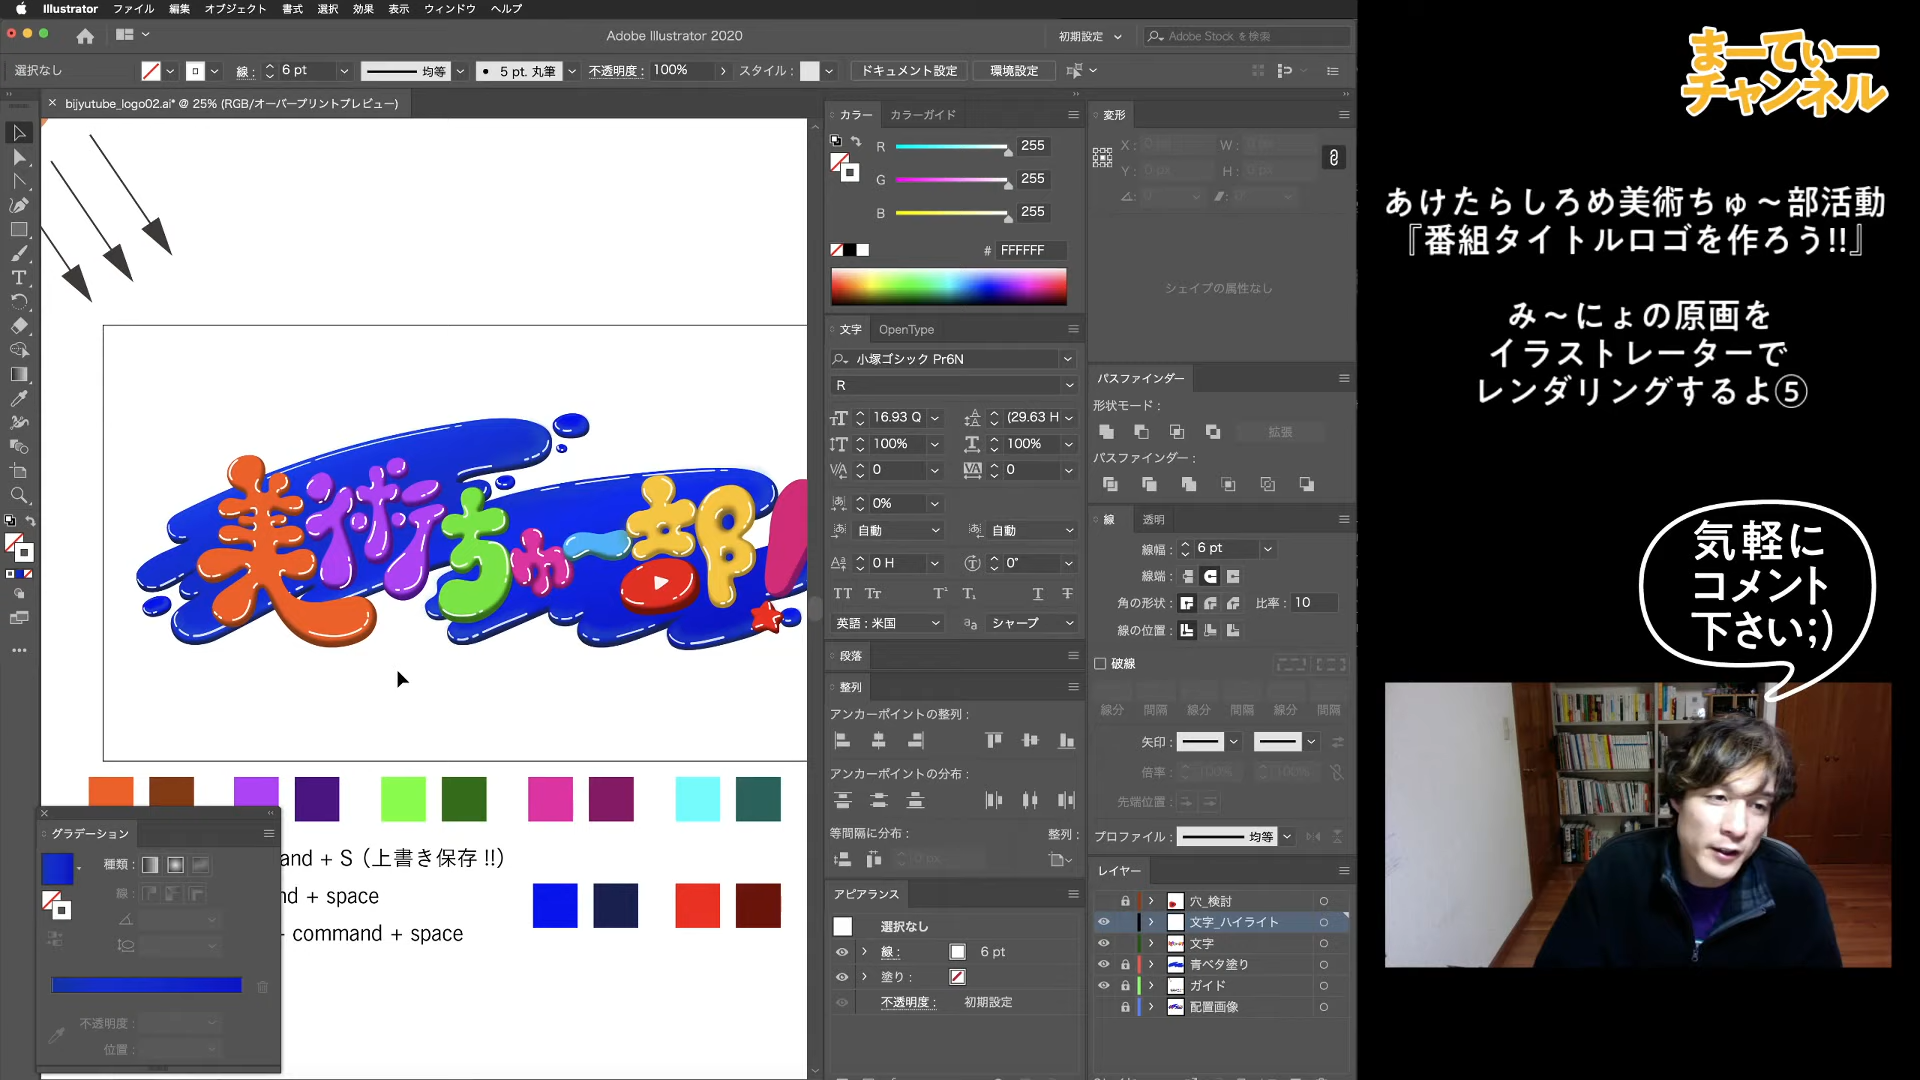 Illustrator ファイル 編集 オブジェクト 書式 選択 効果 表示 ウィンドウ ヘルプ
Adobe Illustrator 2020
初期設定
Adobe Stock を検索
選択なし
線 :
6 pt
均等
5 pt. 丸筆
不透明度 :
100%
スタイル :
ドキュメント設定
環境設定
bijyutube_logo02.ai* @ 25% (RGB/オーバープリントプレビュー)
美術ちゅ〜部!
and + S (上書き保存 !!)
nd + space
- command + space
グラデーション
種類 :
線 :
不透明度 :
位置 :
カラー
カラーガイド
R
255
G
255
B
255
#
FFFFFF
文字
OpenType
小塚ゴシック Pr6N
R
16.93 Q
(29.63 H
100%
100%
0
0
0%
自動
自動
0 H
0°
英語 : 米国
シャープ
段落
整列
アンカーポイントの整列 :
アンカーポイントの分布 :
等間隔に分布 :
整列 :
0 px
アピアランス
選択なし
線 :
6 pt
塗り :
不透明度 :
初期設定
変形
X :
0 px
W :
0 px
Y :
0 px
H :
0 px
シェイプの属性なし
パスファインダー
形状モード :
拡張
パスファインダー :
線
透明
線幅 :
6 pt
線端 :
角の形状 :
比率 :
10
線の位置 :
破線
線分
間隔
線分
間隔
線分
間隔
矢印 :
倍率 :
100%
100%
先端位置 :
プロファイル :
均等
レイヤー
穴_検討
文字_ハイライト
文字
青ベタ塗り
ガイド
配置画像
まーてぃー
チャンネル
あけたらしろめ美術ちゅ〜部活動
『番組タイトルロゴを作ろう!!』
み〜にょの原画を
イラストレーターで
レンダリングするよ⑤
気軽に
コメント
下さい;)